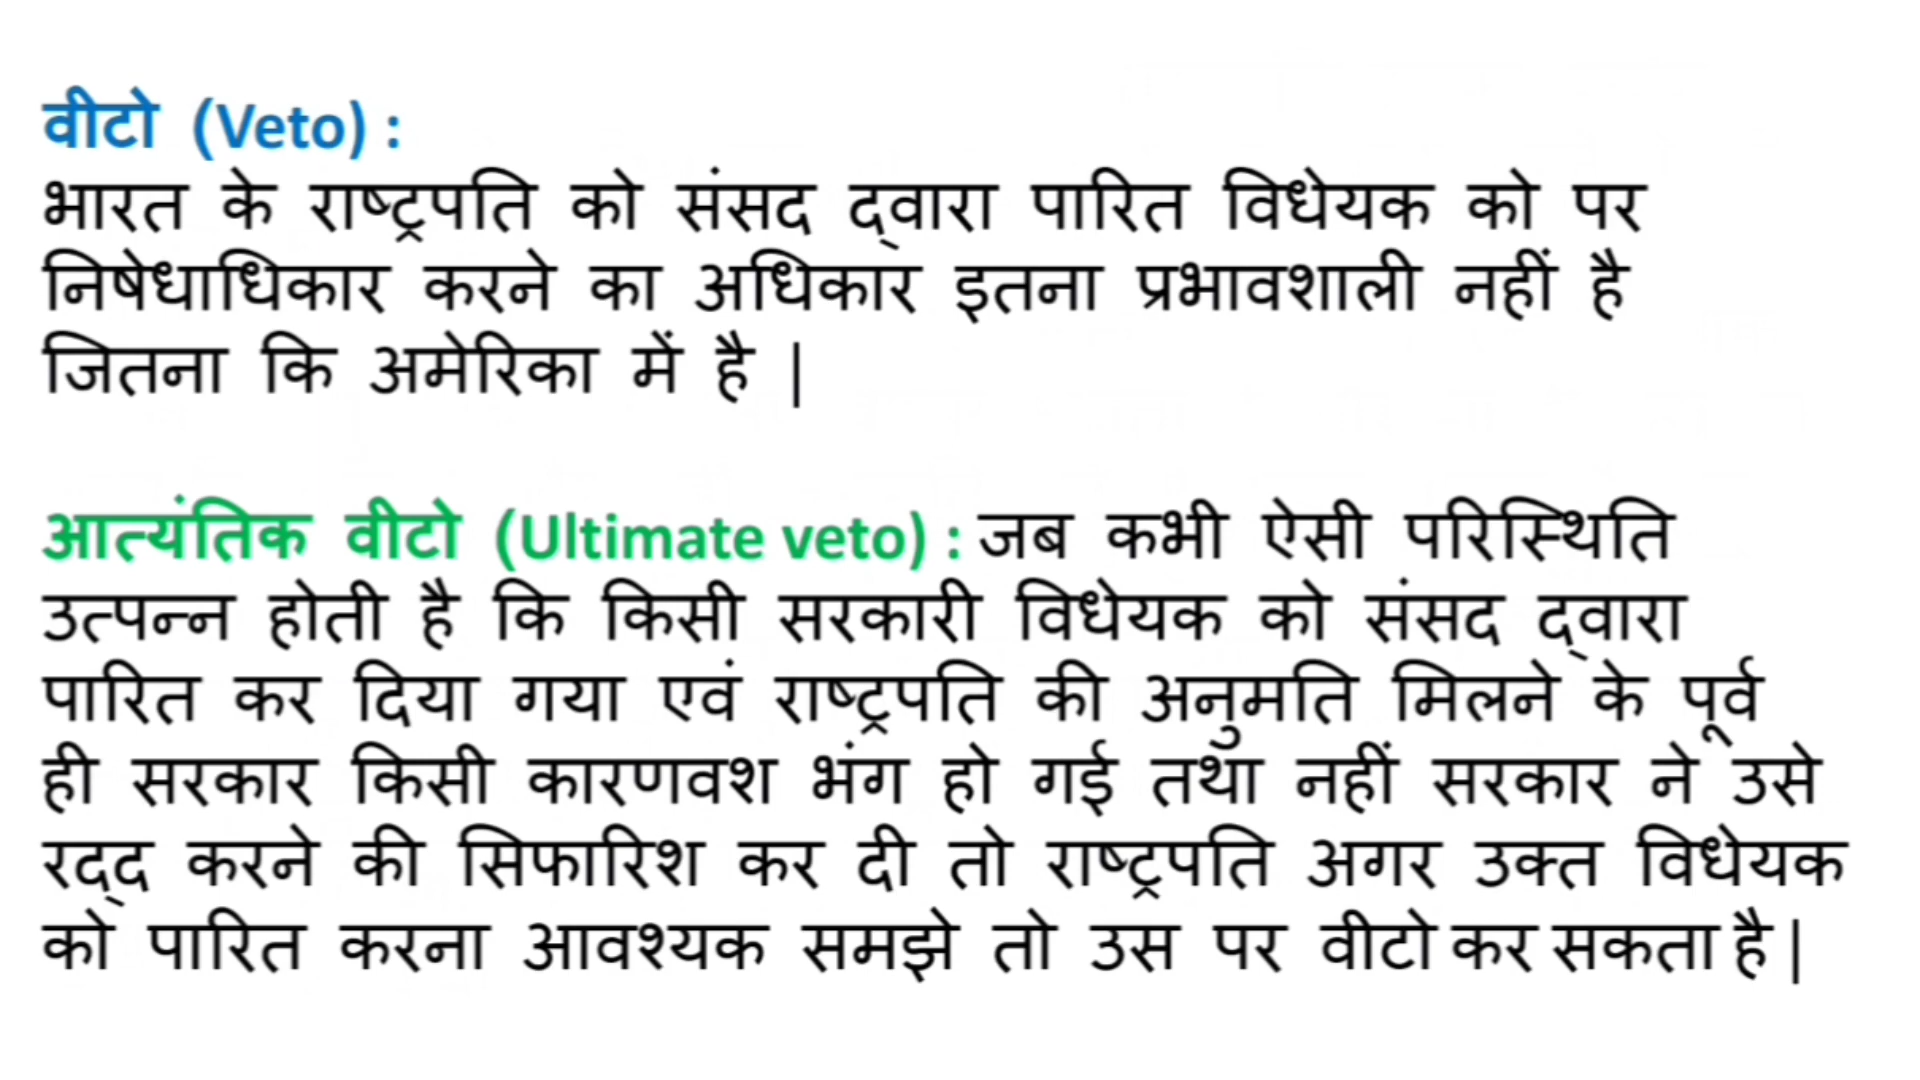 वीटो (Veto) :
भारत के राष्ट्रपति को संसद द्वारा पारित विधेयक को पर
निषेधाधिकार करने का अधिकार इतना प्रभावशाली नहीं है
जितना कि अमेरिका में है |
आत्यंतिक वीटो (Ultimate veto) : जब कभी ऐसी परिस्थिति
उत्पन्न होती है कि किसी सरकारी विधेयक को संसद द्वारा
पारित कर दिया गया एवं राष्ट्रपति की अनुमति मिलने के पूर्व
ही सरकार किसी कारणवश भंग हो गई तथा नहीं सरकार ने उसे
रद्द करने की सिफारिश कर दी तो राष्ट्रपति अगर उक्त विधेयक
को पारित करना आवश्यक समझे तो उस पर वीटो कर सकता है |